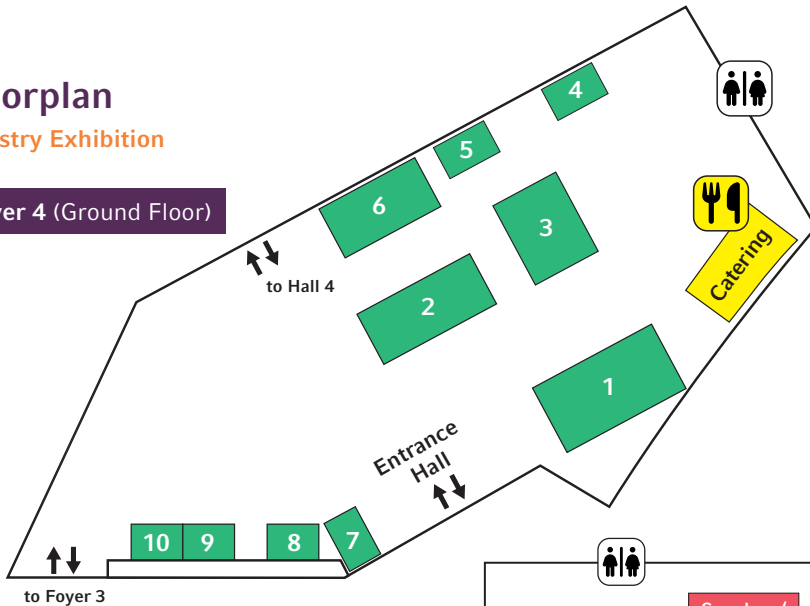 orplan
stry Exhibition
er 4 (Ground Floor)
4
5
6
3
to Hall 4
2
Catering
1
Entrance
Hall
10 9 8 7
to Foyer 3